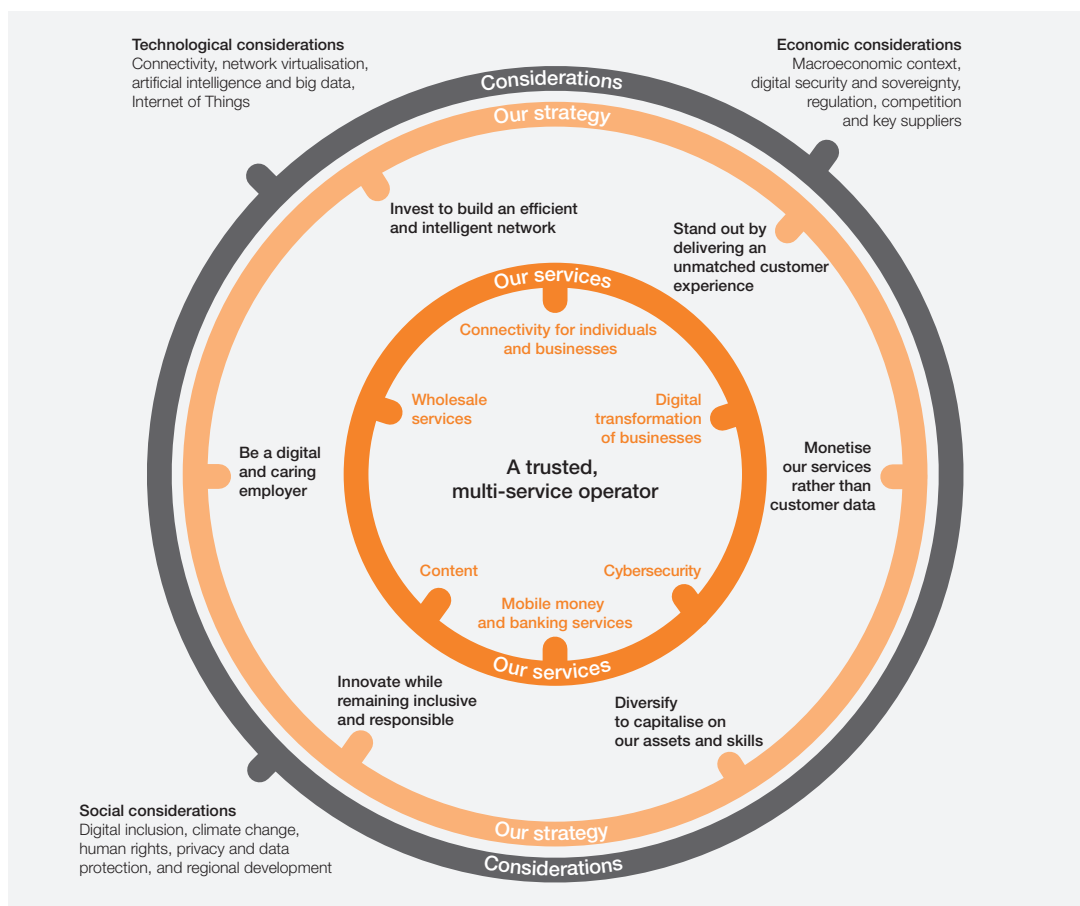 Technological considerations
Connectivity, network virtualisation,
artificial intelligence and big data,
Internet of Things
Economic considerations
Macroeconomic context,
digital security and sovereignty,
regulation, competition
and key suppliers
Considerations
Our strategy
Invest to build an efficient
and intelligent network
Stand out by
delivering an
unmatched customer
experience
Our services
Connectivity for individuals
and businesses
Wholesale
services
Digital
transformation
of businesses
Be a digital
and caring
employer
A trusted,
multi-service operator
Monetise
our services
rather than
customer data
Content
Cybersecurity
Mobile money
and banking services
Our services
Innovate while
remaining inclusive
and responsible
Diversify
to capitalise on
our assets and skills
Social considerations
Digital inclusion, climate change,
human rights, privacy and data
protection, and regional development
Our strategy
Considerations